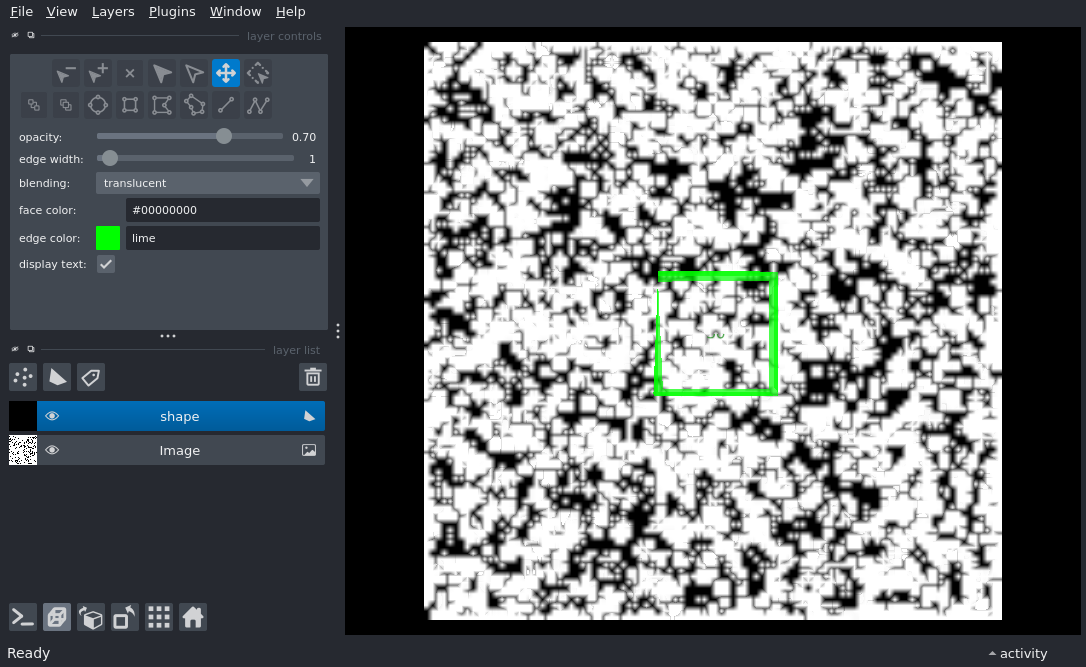 File View Layers Plugins Window Help
layer controls
opacity: 0.70
edge width: 1
blending: translucent
face color: #00000000
edge color: lime
display text:
layer list
shape
Image
Ready
activity